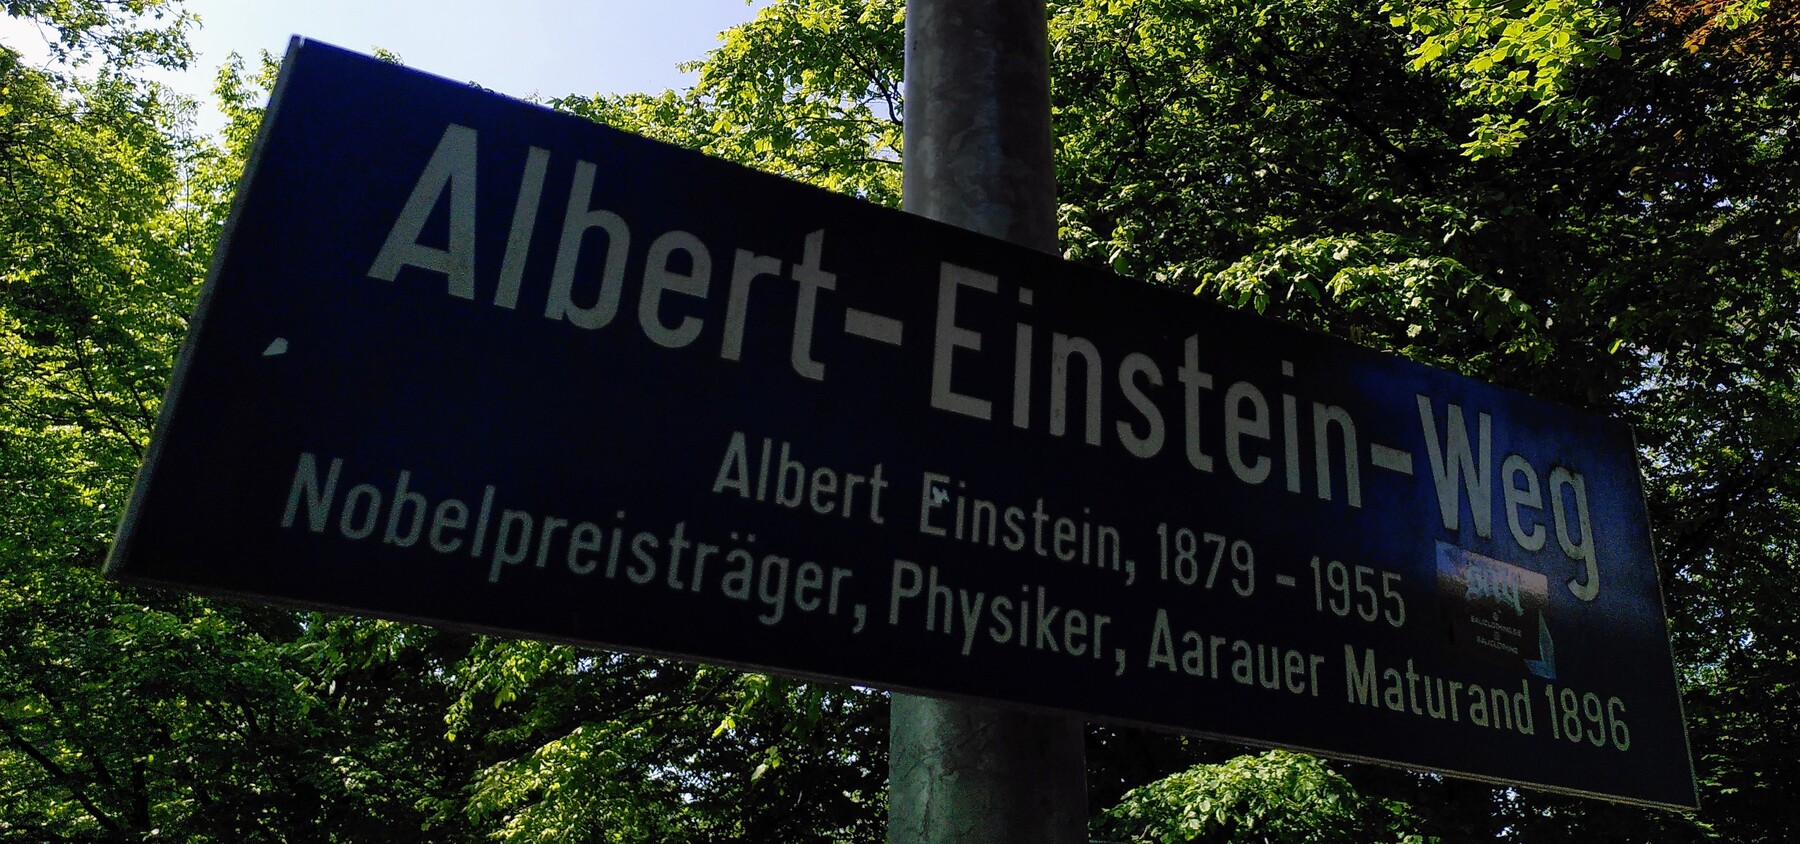 Albert-Einstein-Weg
Albert Einstein, 1879 - 1955
Nobelpreisträger, Physiker, Aarauer Maturand 1896